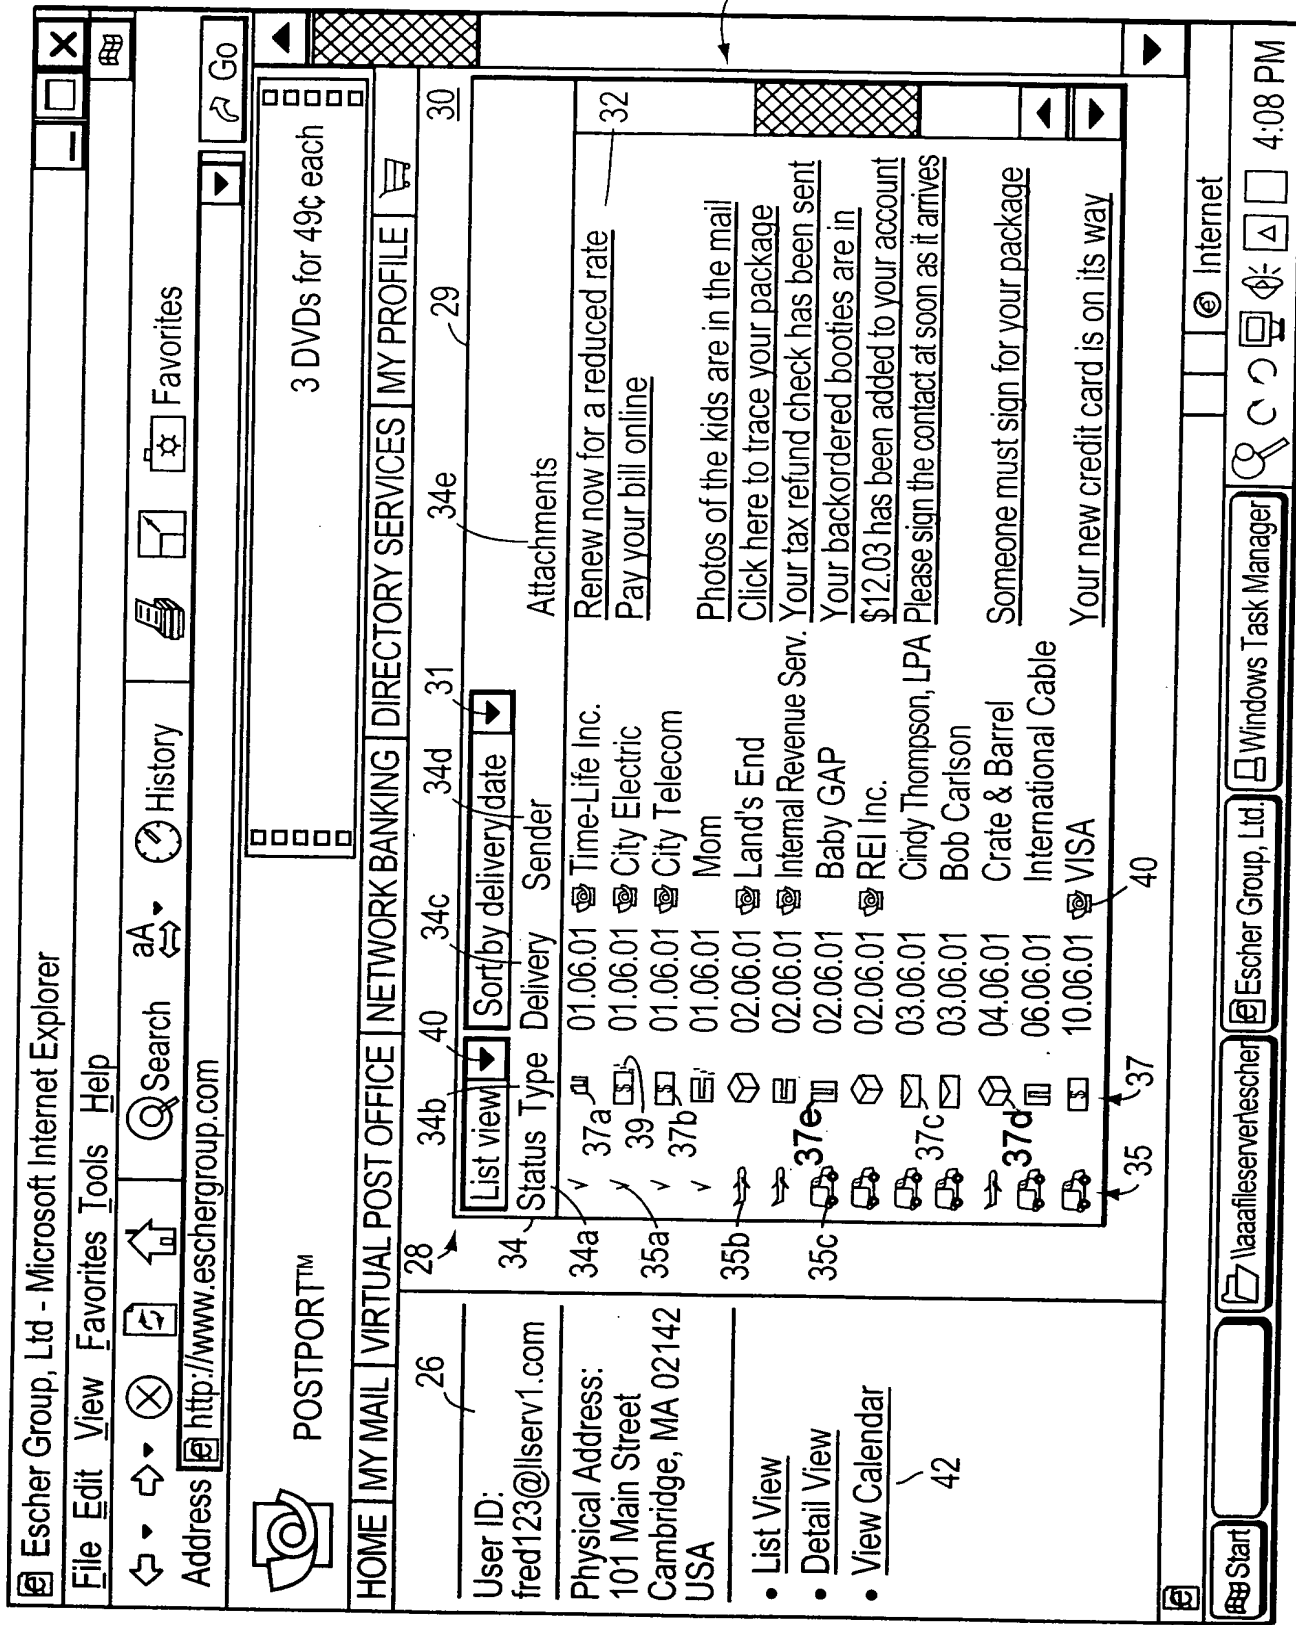 Escher Group, Ltd - Microsoft Internet Explorer
File Edit View Favorites Tools Help
Search aA History Favorites
Address http://www.eschergroup.com Go
POSTPORT™ 3 DVDs for 49¢ each
HOME | MY MAIL | VIRTUAL POST OFFICE | NETWORK BANKING | DIRECTORY SERVICES | MY PROFILE
26
28
34b 40 34c 34d 31 34e 29 30
User ID:
fred123@llserv1.com
Physical Address:
101 Main Street
Cambridge, MA 02142
USA
• List View
• Detail View
• View Calendar
42
List view Sort by delivery date
34 Status Type Delivery Sender Attachments
34a 37a 01.06.01 Time-Life Inc. Renew now for a reduced rate 32
35a 39 01.06.01 City Electric Pay your bill online
37b 01.06.01 City Telecom
01.06.01 Mom Photos of the kids are in the mail
35b 02.06.01 Land's End Click here to trace your package
02.06.01 Internal Revenue Serv. Your tax refund check has been sent
35c 37e 02.06.01 Baby GAP Your backordered booties are in
02.06.01 REI Inc. $12.03 has been added to your account
03.06.01 Cindy Thompson, LPA Please sign the contact at soon as it arrives
37c 03.06.01 Bob Carlson
37d 04.06.01 Crate & Barrel Someone must sign for your package
06.06.01 International Cable
10.06.01 VISA Your new credit card is on its way
35 37 40
Internet
Start \\aaafileserver\escher Escher Group, Ltd. Windows Task Manager 4:08 PM